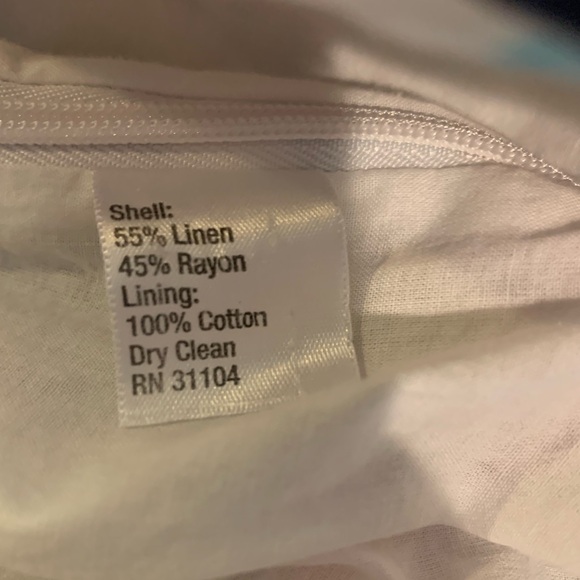 Shell:
55% Linen
45% Rayon
Lining:
100% Cotton
Dry Clean
RN 31104